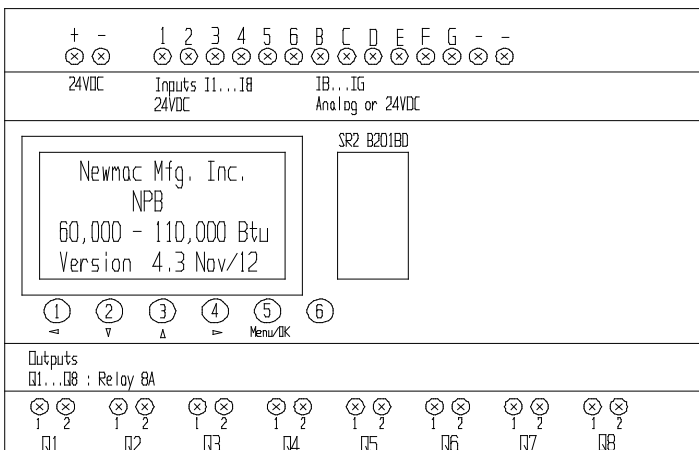 + - 1 2 3 4 5 6 B C D E F G - -
24VDC Inputs I1...I8 IB...IG
24VDC Analog or 24VDC
SR2 B201BD
Newmac Mfg. Inc.
NPB
60,000 - 110,000 Btu
Version 4.3 Nov/12
1 2 3 4 5 6
Menu/OK
Outputs
Q1...Q8 : Relay 8A
1 2 1 2 1 2 1 2 1 2 1 2 1 2 1 2
Q1 Q2 Q3 Q4 Q5 Q6 Q7 Q8